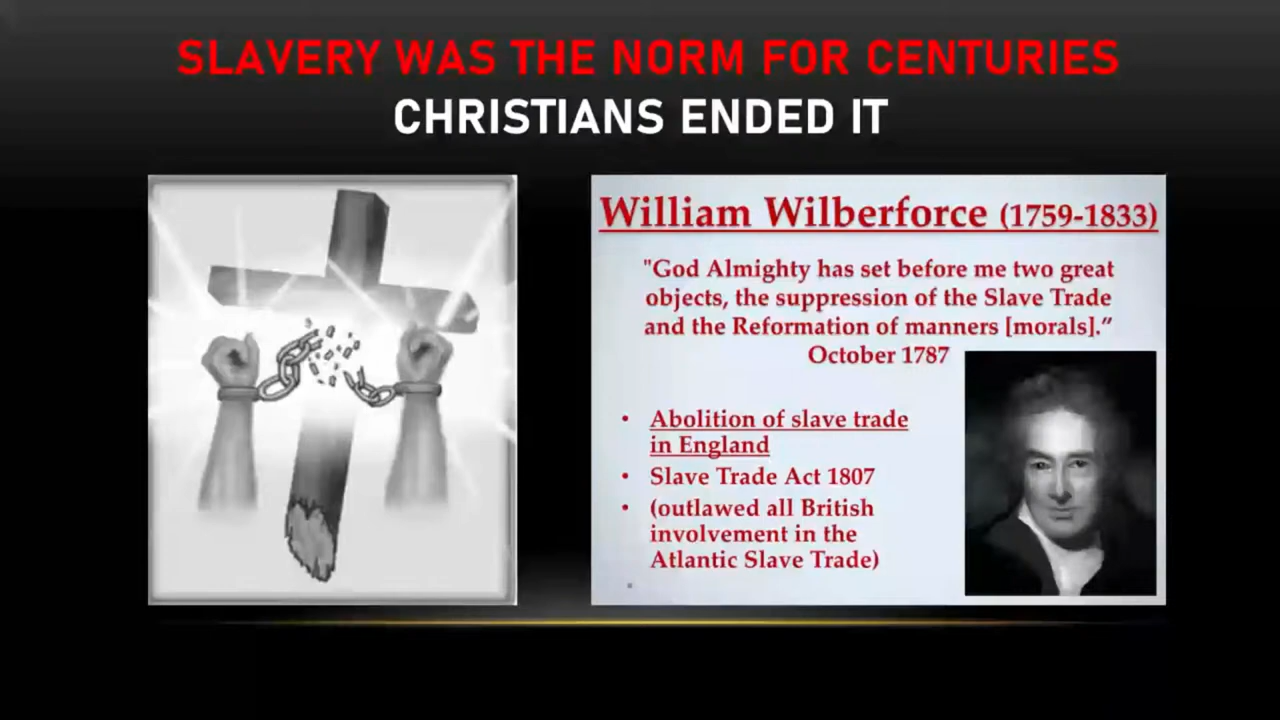 SLAVERY WAS THE NORM FOR CENTURIES
CHRISTIANS ENDED IT
William Wilberforce (1759-1833)
"God Almighty has set before me two great
objects, the suppression of the Slave Trade
and the Reformation of manners [morals].”
October 1787
• Abolition of slave trade
in England
• Slave Trade Act 1807
• (outlawed all British
involvement in the
Atlantic Slave Trade)